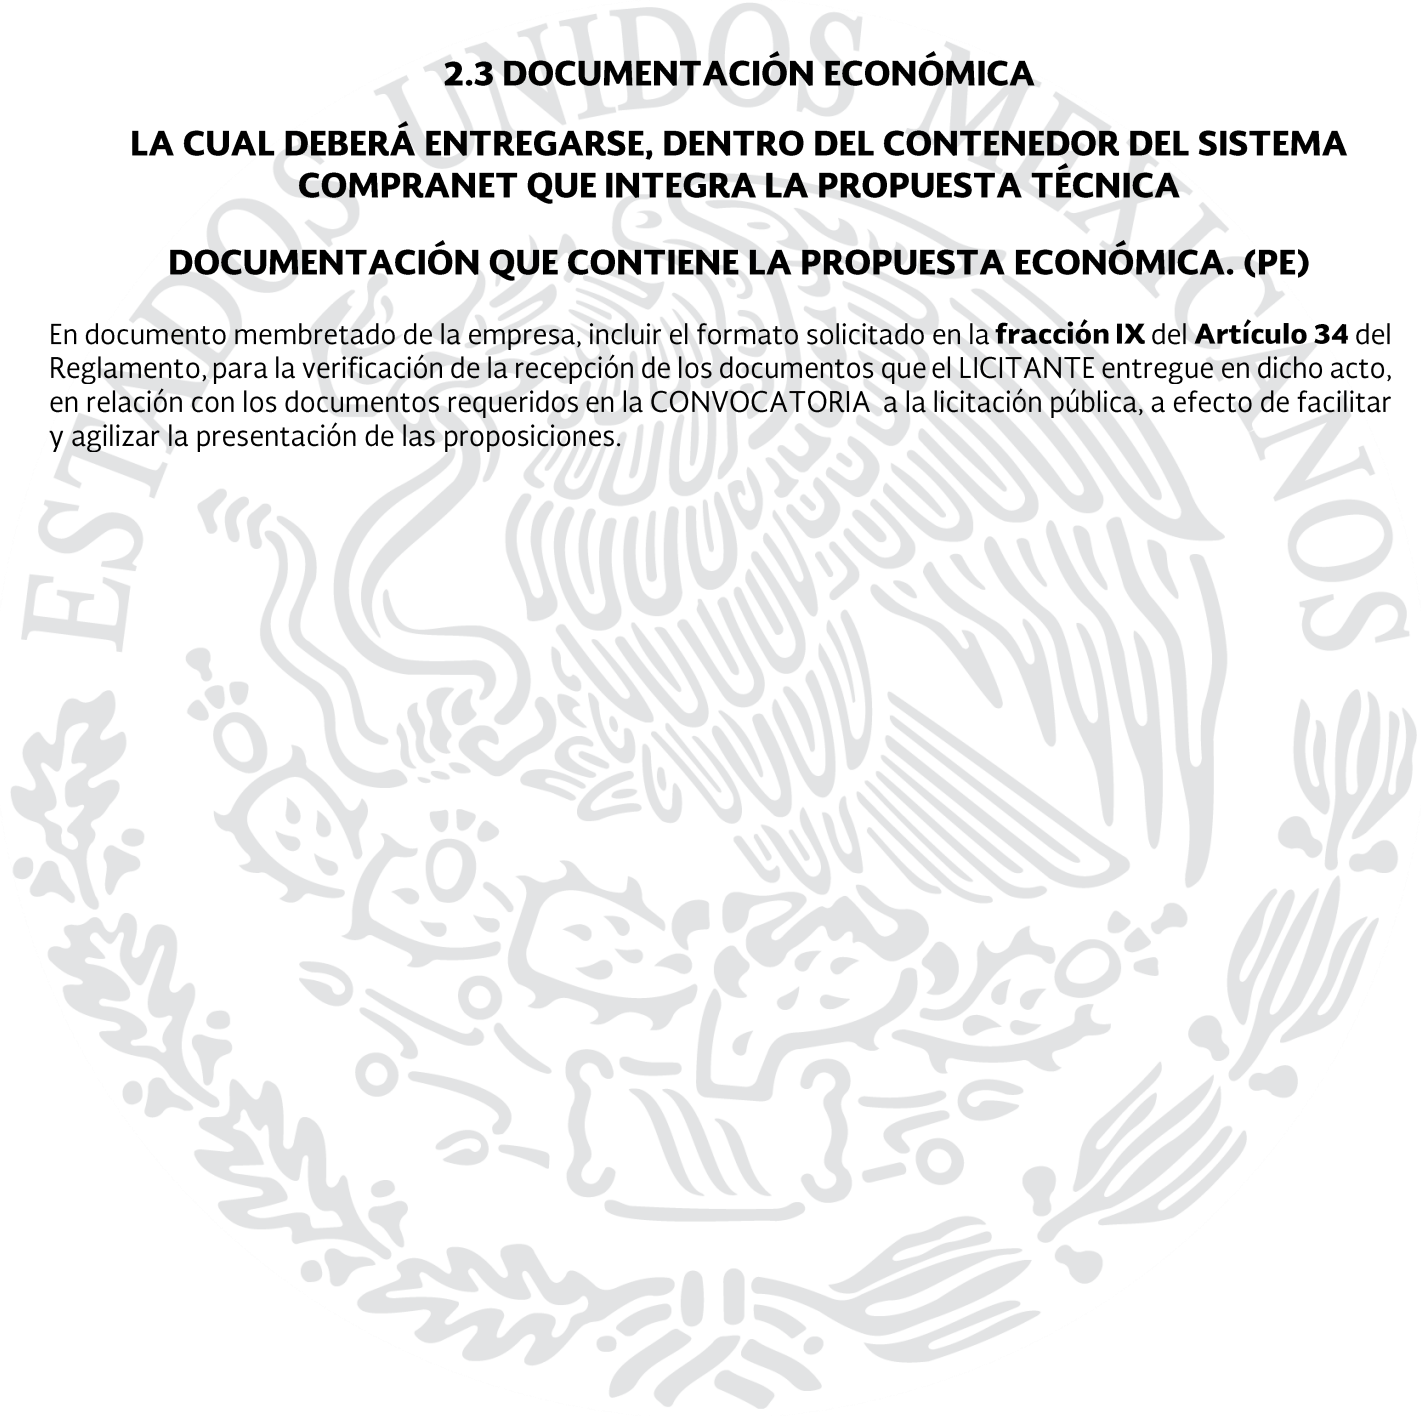 2.3 DOCUMENTACIÓN ECONÓMICA
LA CUAL DEBERÁ ENTREGARSE, DENTRO DEL CONTENEDOR DEL SISTEMA
COMPRANET QUE INTEGRA LA PROPUESTA TÉCNICA
DOCUMENTACIÓN QUE CONTIENE LA PROPUESTA ECONÓMICA. (PE)
En documento membretado de la empresa, incluir el formato solicitado en la fracción IX del Artículo 34 del
Reglamento, para la verificación de la recepción de los documentos que el LICITANTE entregue en dicho acto,
en relación con los documentos requeridos en la CONVOCATORIA a la licitación pública, a efecto de facilitar
y agilizar la presentación de las proposiciones.
ESTADOS UNIDOS MEXICANOS